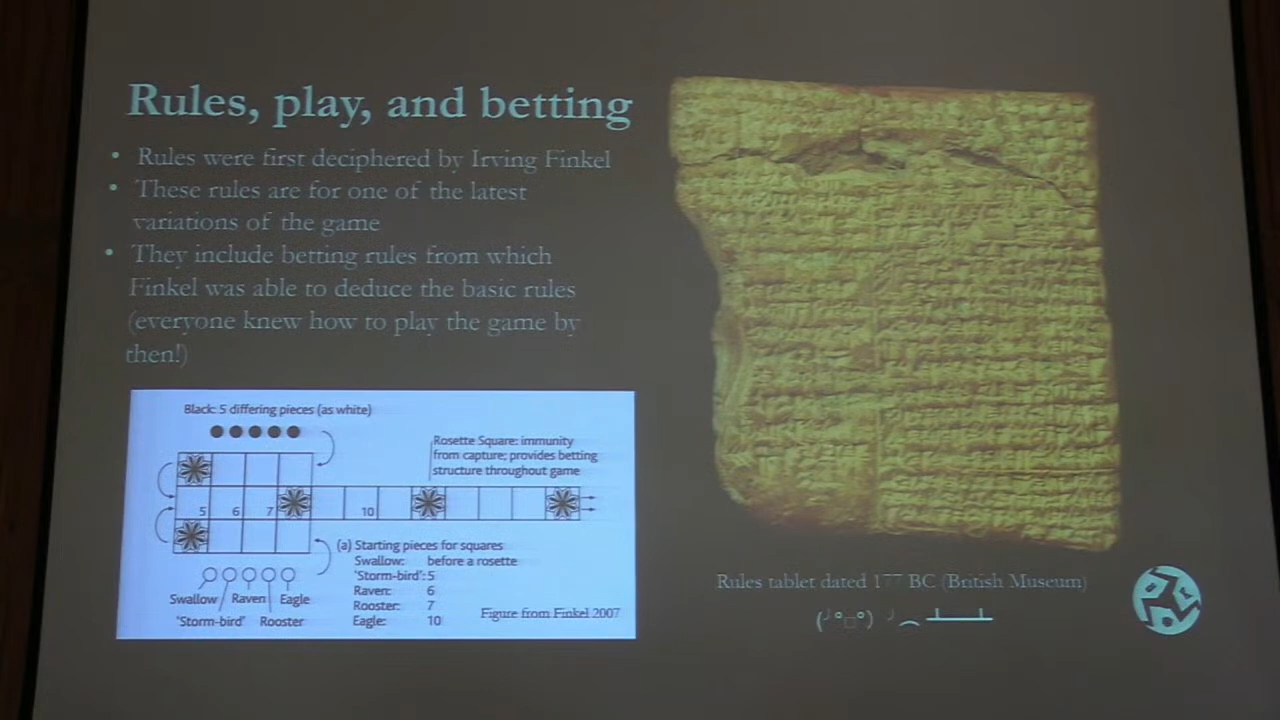 Rules, play, and betting
• Rules were first deciphered by Irving Finkel
• These rules are for one of the latest
variations of the game
• They include betting rules from which
Finkel was able to deduce the basic rules
(everyone knew how to play the game by
then!)
Black: 5 differing pieces (as white)
Rosette Square: immunity
from capture; provides betting
structure throughout game
5 6 7 10
(a) Starting pieces for squares
Swallow: before a rosette
'Storm-bird': 5
Raven: 6
Rooster: 7
Eagle: 10
Swallow Raven Eagle
'Storm-bird' Rooster
Figure from Finkel 2007
Rules tablet dated 177 BC (British Museum)
(╯°□°)╯︵ ┻━┻